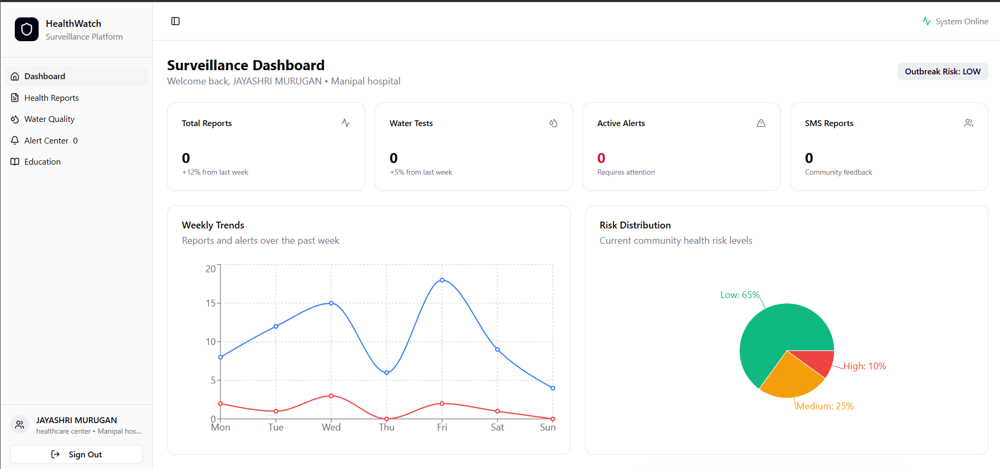 HealthWatch
Surveillance Platform
System Online
Dashboard
Health Reports
Water Quality
Alert Center 0
Education
Surveillance Dashboard
Welcome back, JAYASHRI MURUGAN • Manipal hospital
Outbreak Risk: LOW
Total Reports
0
+12% from last week
Water Tests
0
+5% from last week
Active Alerts
0
Requires attention
SMS Reports
0
Community feedback
Weekly Trends
Reports and alerts over the past week
20
15
10
5
0
Mon Tue Wed Thu Fri Sat Sun
Risk Distribution
Current community health risk levels
Low: 65%
High: 10%
Medium: 25%
JAYASHRI MURUGAN
healthcare center • Manipal hos...
Sign Out